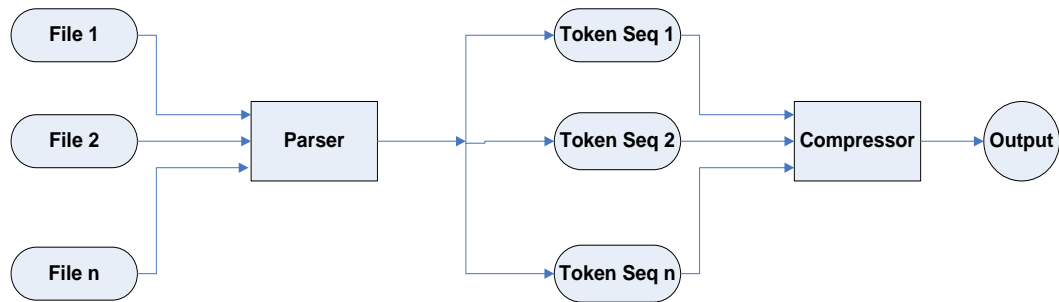 File 1
Token Seq 1
File 2
Parser
Token Seq 2
Compressor
Output
File n
Token Seq n